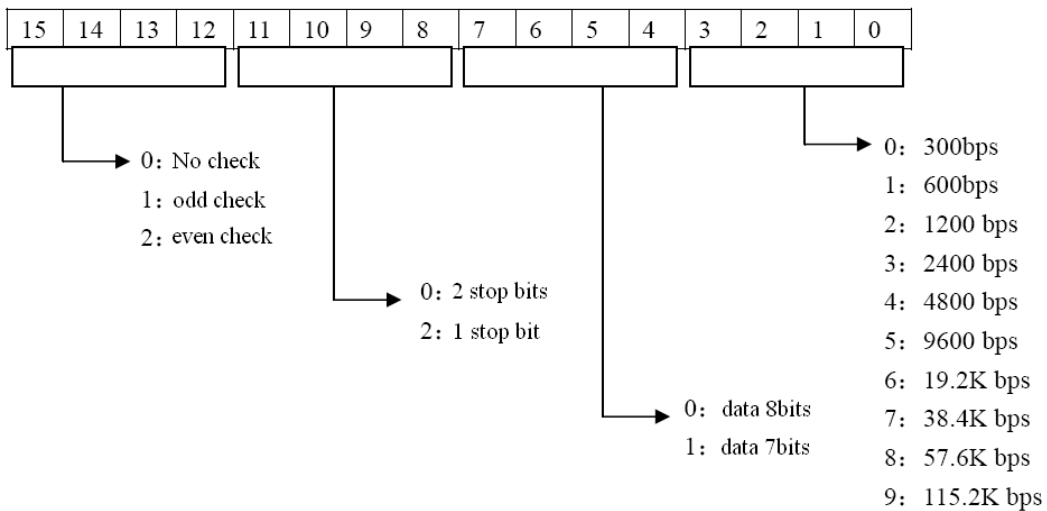 15 14 13 12 11 10 9 8 7 6 5 4 3 2 1 0
0: No check
1: odd check
2: even check
0: 2 stop bits
2: 1 stop bit
0: data 8bits
1: data 7bits
0: 300bps
1: 600bps
2: 1200 bps
3: 2400 bps
4: 4800 bps
5: 9600 bps
6: 19.2K bps
7: 38.4K bps
8: 57.6K bps
9: 115.2K bps